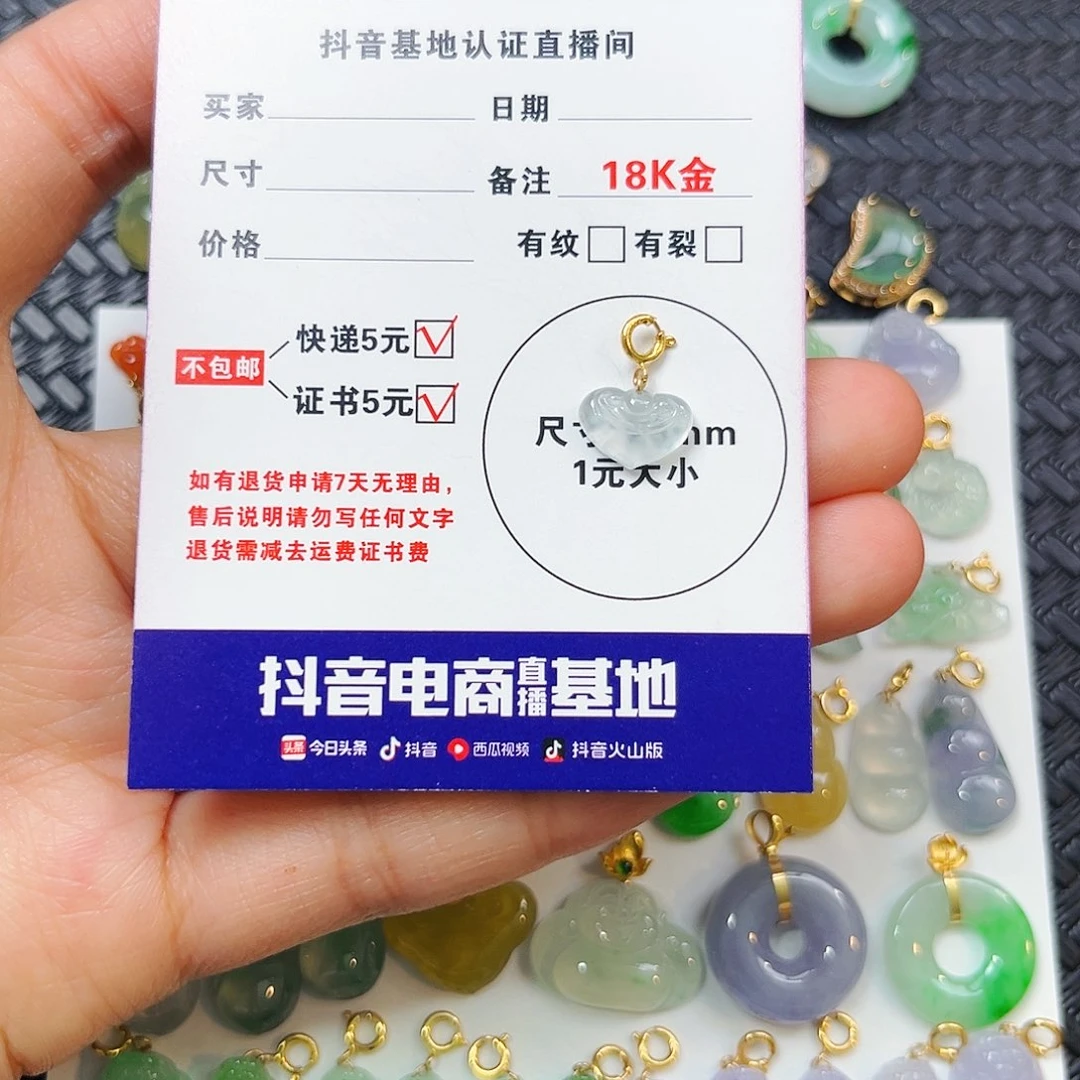 抖音基地认证直播间
买家 日期
尺寸 备注 18K金
价格 有纹 有裂
不包邮
快递5元
证书5元
尺寸 mm
1元大小
如有退货申请7天无理由，
售后说明请勿写任何文字
退货需减去运费证书费
抖音电商直播基地
头条 今日头条 抖音 西瓜视频 抖音火山版